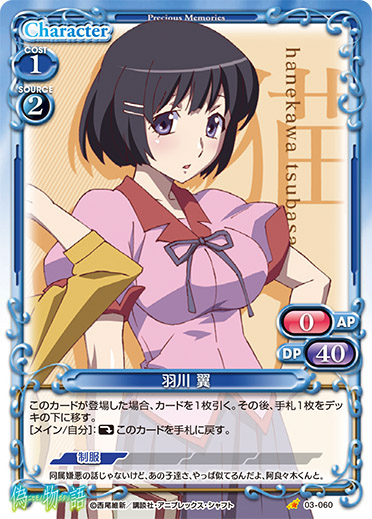 Precious Memories
Character
COST
1
SOURCE
2
猫
hanekawa tsubasa
0 AP
DP 40
羽川 翼
このカードが登場した場合、カードを1枚引く。その後、手札1枚をデッ
キの下に移す。
[メイン/自分]: このカードを手札に戻す。
制服
同属嫌悪の話じゃないけど、あの子達さ、やっぱ似てるんだよ、阿良々木くんと。
偽物語
©西尾維新／講談社・アニプレックス・シャフト
03-060